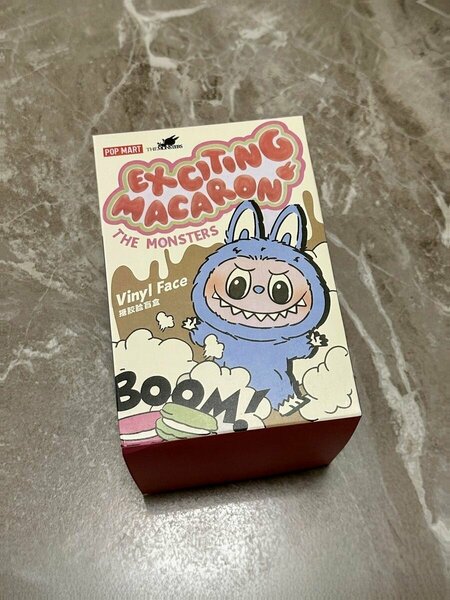 POP MART THE MONSTERS
EXCITING
MACARON
THE MONSTERS
Vinyl Face
搪胶脸盲盒
BOOM!